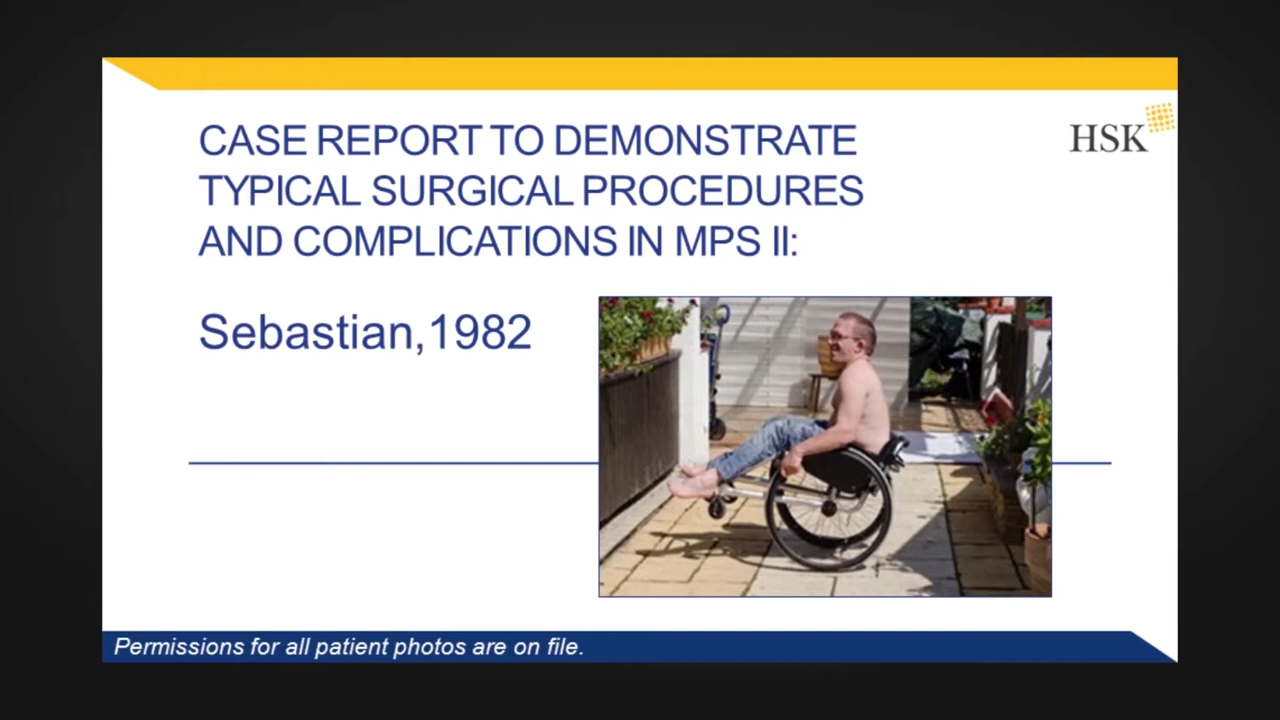 CASE REPORT TO DEMONSTRATE
TYPICAL SURGICAL PROCEDURES
AND COMPLICATIONS IN MPS II:
HSK
Sebastian,1982
Permissions for all patient photos are on file.